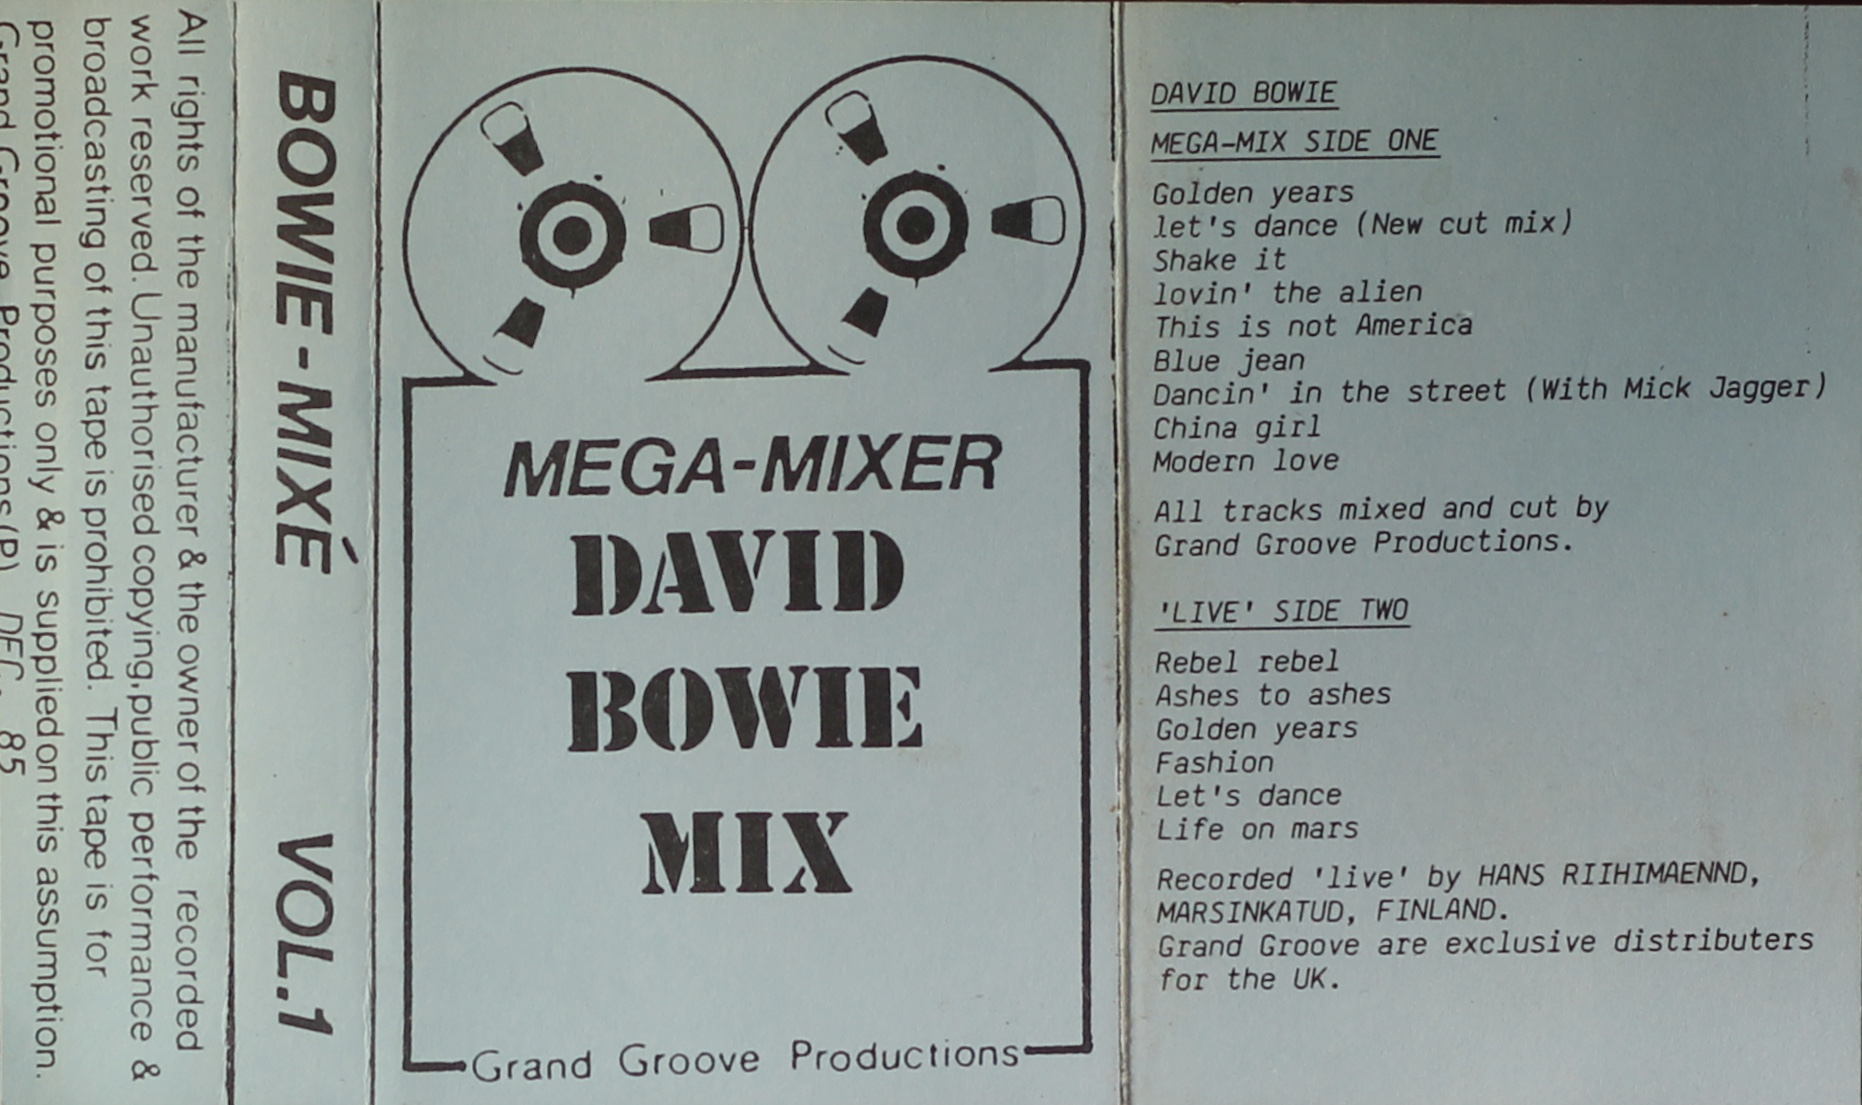 All rights of the manufacturer & the owner of the recorded
work reserved. Unauthorised copying, public performance &
broadcasting of this tape is prohibited. This tape is for
promotional purposes only & is supplied on this assumption.
Grand Groove Productions (P) DEC. 85
BOWIE-MIXÉ VOL.1
MEGA-MIXER
DAVID
BOWIE
MIX
Grand Groove Productions
DAVID BOWIE
MEGA-MIX SIDE ONE
Golden years
let's dance (New cut mix)
Shake it
lovin' the alien
This is not America
Blue jean
Dancin' in the street (With Mick Jagger)
China girl
Modern love
All tracks mixed and cut by
Grand Groove Productions.
'LIVE' SIDE TWO
Rebel rebel
Ashes to ashes
Golden years
Fashion
Let's dance
Life on mars
Recorded 'live' by HANS RIIHIMAENND,
MARSINKATUD, FINLAND.
Grand Groove are exclusive distributers
for the UK.